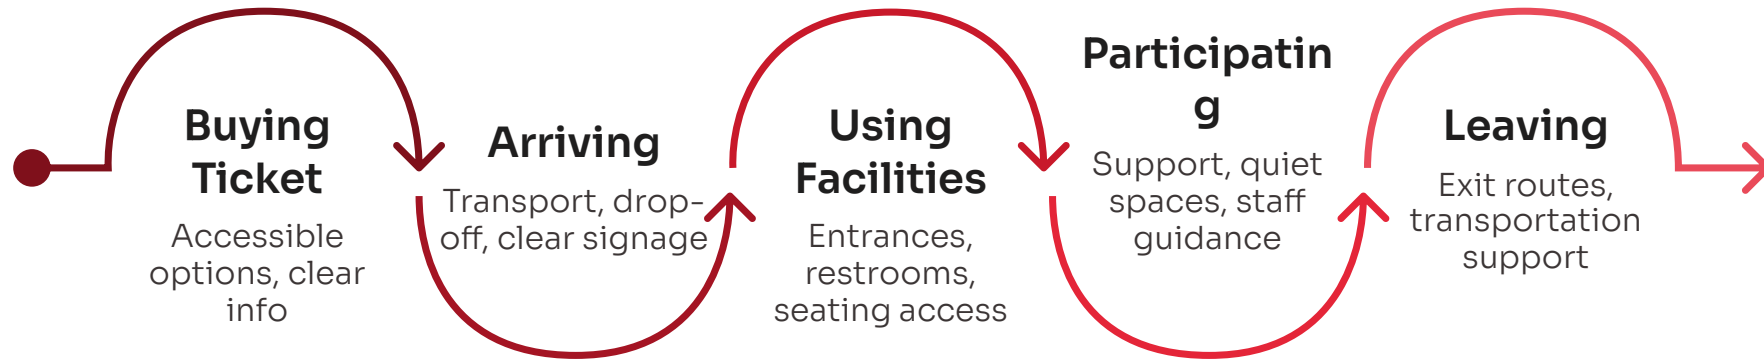 Buying
Ticket
Accessible
options, clear
info
Arriving
Transport, drop-
off, clear signage
Using
Facilities
Entrances,
restrooms,
seating access
Participatin
g
Support, quiet
spaces, staff
guidance
Leaving
Exit routes,
transportation
support